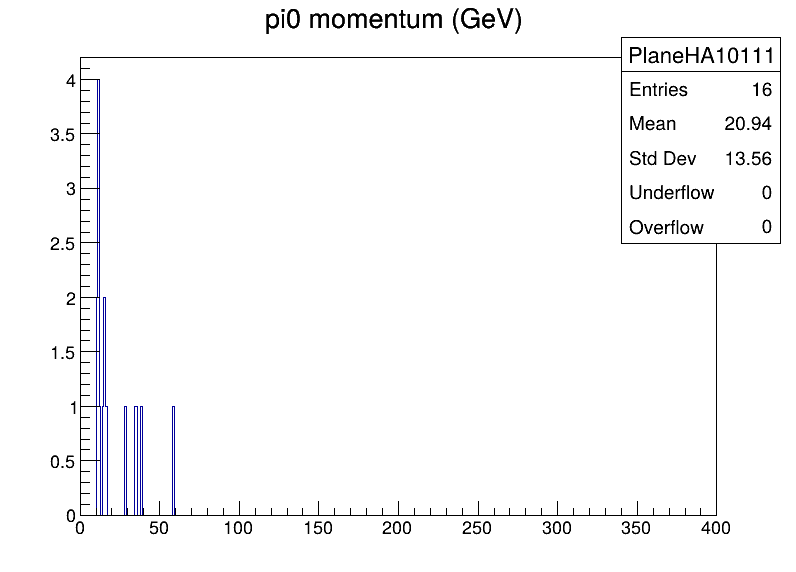 pi0 momentum (GeV)
PlaneHA10111
Entries 16
Mean 20.94
Std Dev 13.56
Underflow 0
Overflow 0
4
3.5
3
2.5
2
1.5
1
0.5
0
0 50 100 150 200 250 300 350 400